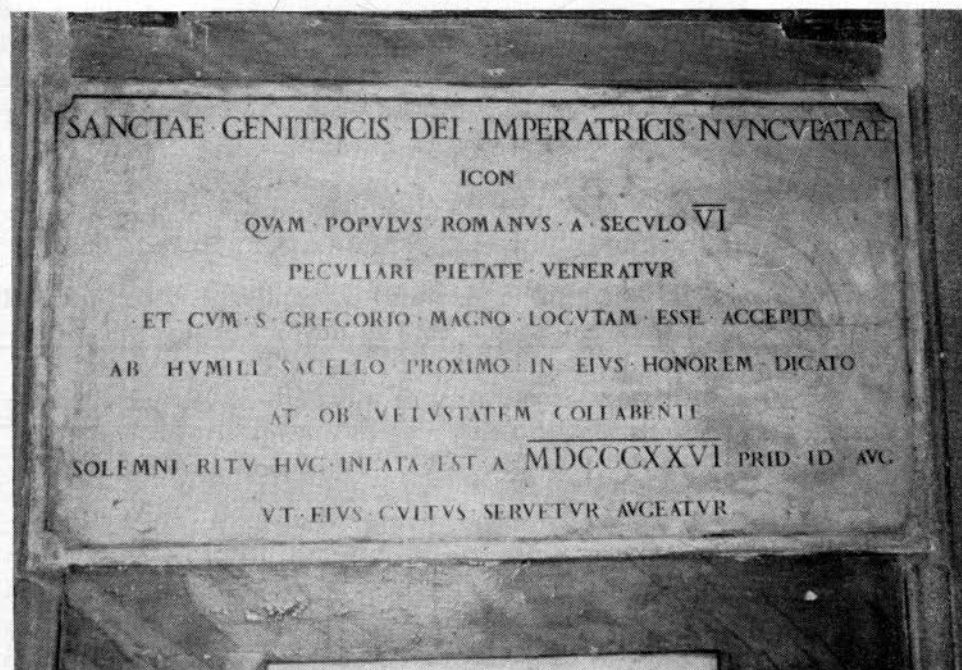 SANCTAE · GENITRICIS · DEI · IMPERATRICIS · NVNCVPATAE
ICON
QVAM · POPVLVS · ROMANVS · A · SECVLO V̅I̅
PECVLIARI PIETATE · VENERATVR
· ET CVM · S · GREGORIO · MAGNO · LOCVTAM · ESSE · ACCEPIT
AB HVMILI SACELLO PROXIMO IN EIVS · HONOREM · DICATO
AT OB VETVSTATEM COLLABENTE
SOLEMNI · RITV HVC · INLATA EST A M̅D̅C̅C̅C̅X̅X̅V̅I̅ PRID · ID · AVG
VT · EIVS · CVLTVS · SERVETVR AVGEATVR